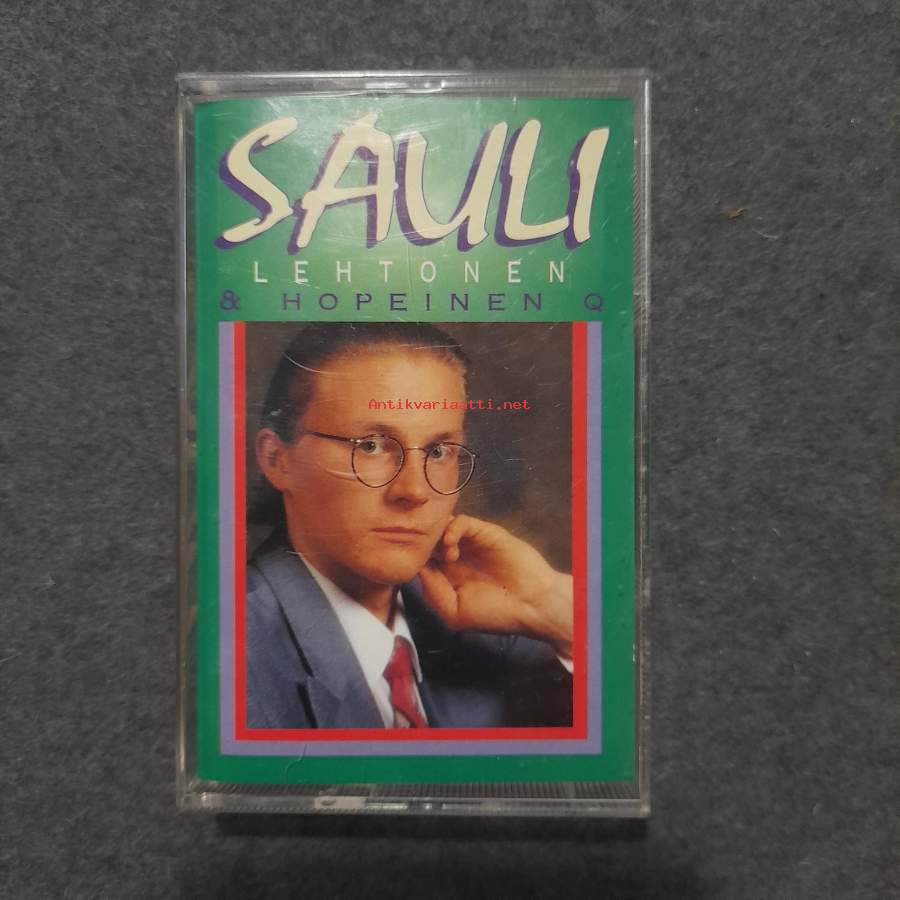 SAULI
LEHTONEN
& HOPEINEN Q
Antikvariaatti.net